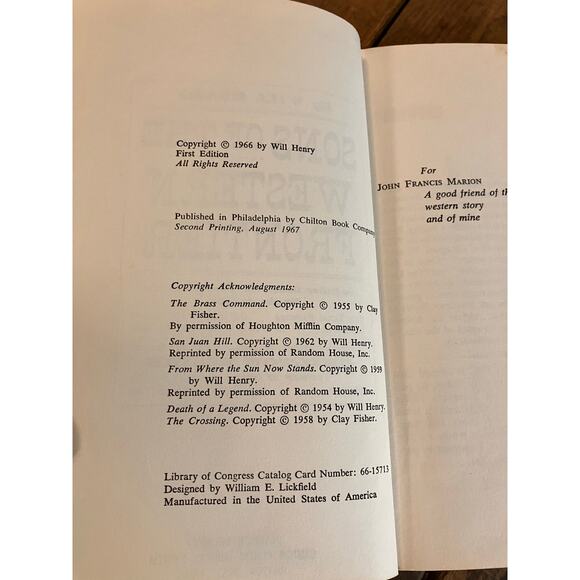 Copyright © 1966 by Will Henry
First Edition
All Rights Reserved
Published in Philadelphia by Chilton Book Company
Second Printing, August 1967
Copyright Acknowledgments:
The Brass Command. Copyright © 1955 by Clay
Fisher.
By permission of Houghton Mifflin Company.
San Juan Hill. Copyright © 1962 by Will Henry.
Reprinted by permission of Random House, Inc.
From Where the Sun Now Stands. Copyright © 1959
by Will Henry.
Reprinted by permission of Random House, Inc.
Death of a Legend. Copyright © 1954 by Will Henry.
The Crossing. Copyright © 1958 by Clay Fisher.
Library of Congress Catalog Card Number: 66-15713
Designed by William E. Lickfield
Manufactured in the United States of America
For
JOHN FRANCIS MARION
A good friend of th
western story
and of mine